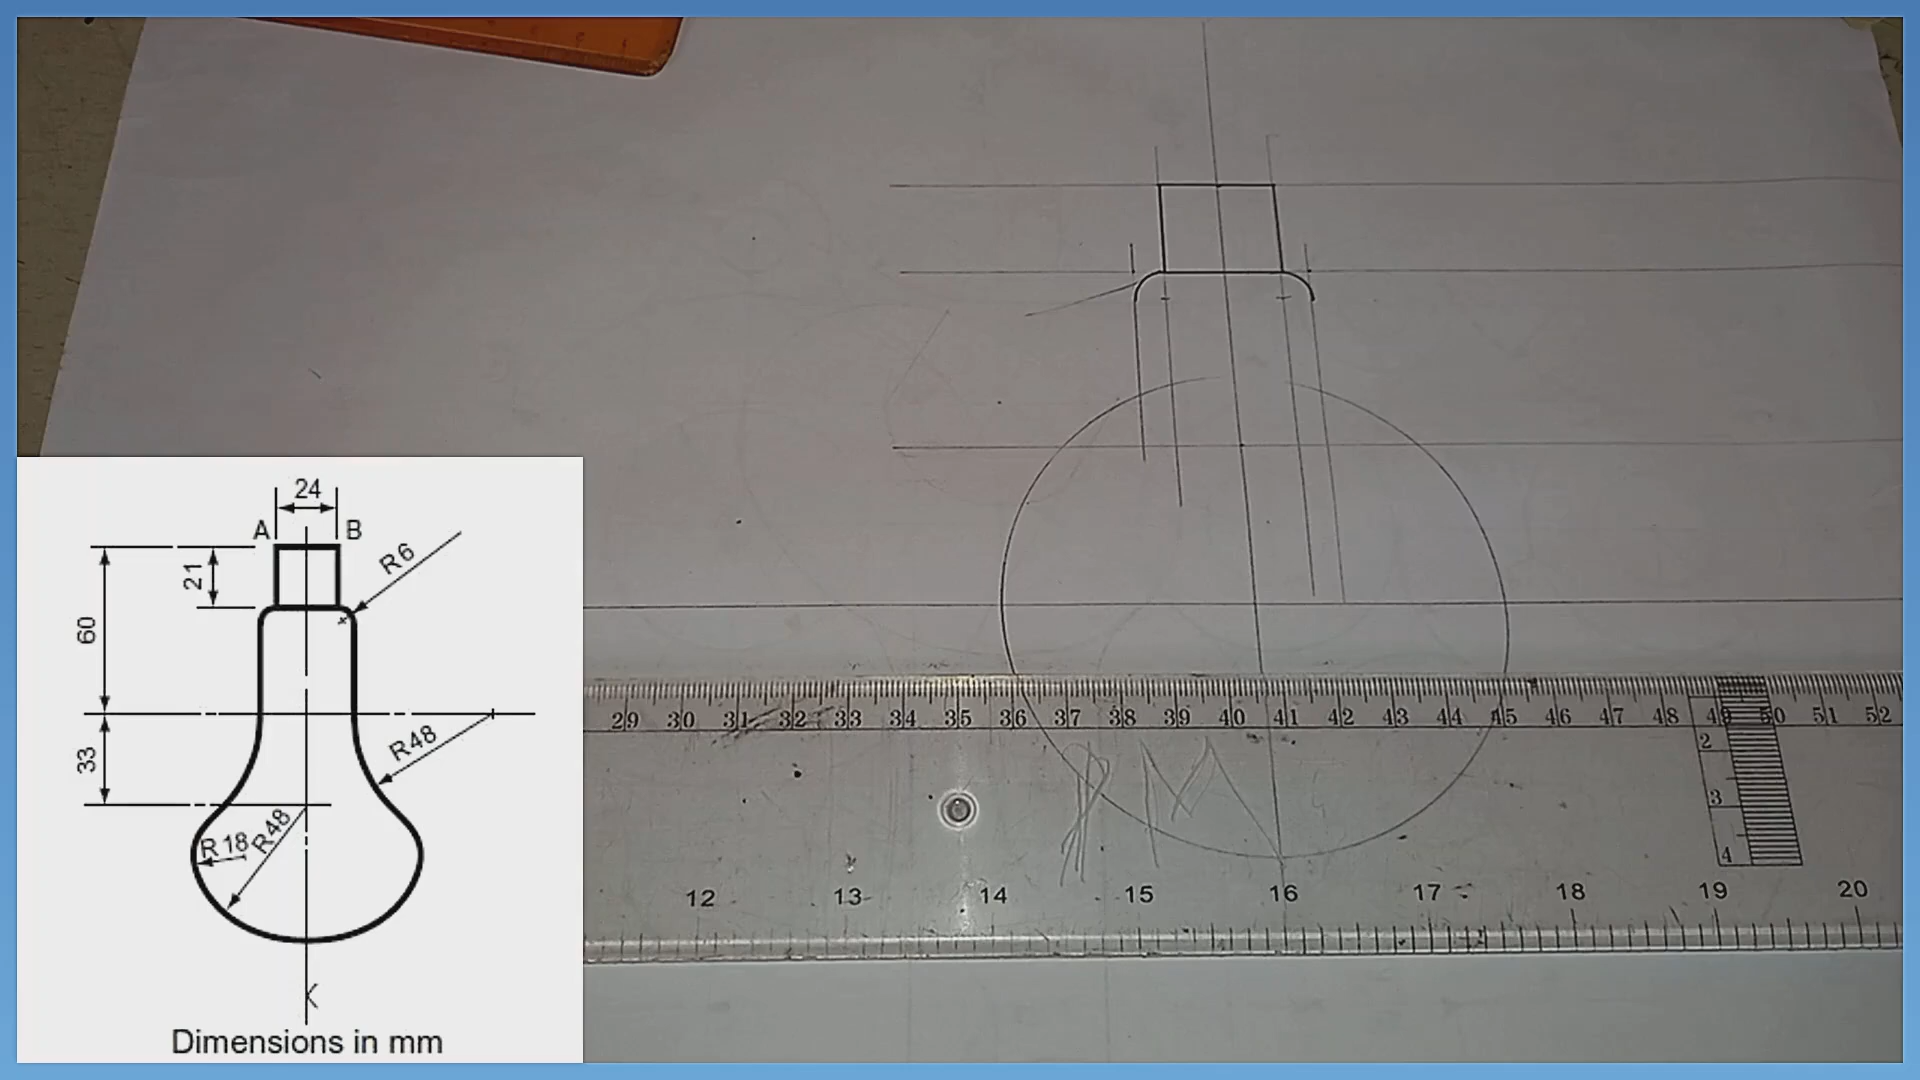 24
A B
R6
21
60
33
R48
R 18
R48
Dimensions in mm
29 30 31 32 33 34 35 36 37 38 39 40 41 42 43 44 45 46 47 48 49 50 51 52
2
3
4
12 13 14 15 16 17 18 19 20